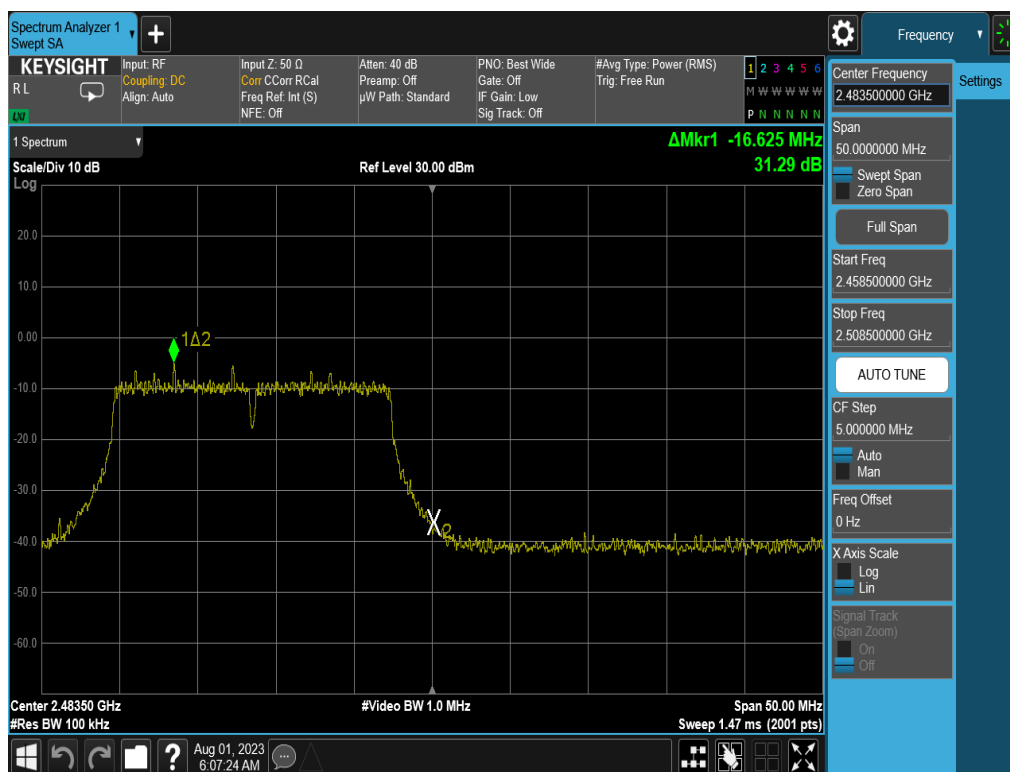 Spectrum Analyzer 1
Swept SA
+
Frequency
KEYSIGHT
R L
LXI
Input: RF
Coupling: DC
Align: Auto
Input Z: 50 Ω
Corr CCorr RCal
Freq Ref: Int (S)
NFE: Off
Atten: 40 dB
Preamp: Off
µW Path: Standard
PNO: Best Wide
Gate: Off
IF Gain: Low
Sig Track: Off
#Avg Type: Power (RMS)
Trig: Free Run
1 2 3 4 5 6
M W W W W W
P N N N N N
1 Spectrum
Scale/Div 10 dB
Log
Ref Level 30.00 dBm
ΔMkr1 -16.625 MHz
31.29 dB
20.0
10.0
0.00
-10.0
-20.0
-30.0
-40.0
-50.0
-60.0
1Δ2
2
Center 2.48350 GHz
#Res BW 100 kHz
#Video BW 1.0 MHz
Span 50.00 MHz
Sweep 1.47 ms (2001 pts)
Aug 01, 2023
6:07:24 AM
?
Center Frequency
2.483500000 GHz
Settings
Span
50.0000000 MHz
Swept Span
Zero Span
Full Span
Start Freq
2.458500000 GHz
Stop Freq
2.508500000 GHz
AUTO TUNE
CF Step
5.000000 MHz
Auto
Man
Freq Offset
0 Hz
X Axis Scale
Log
Lin
Signal Track
(Span Zoom)
On
Off